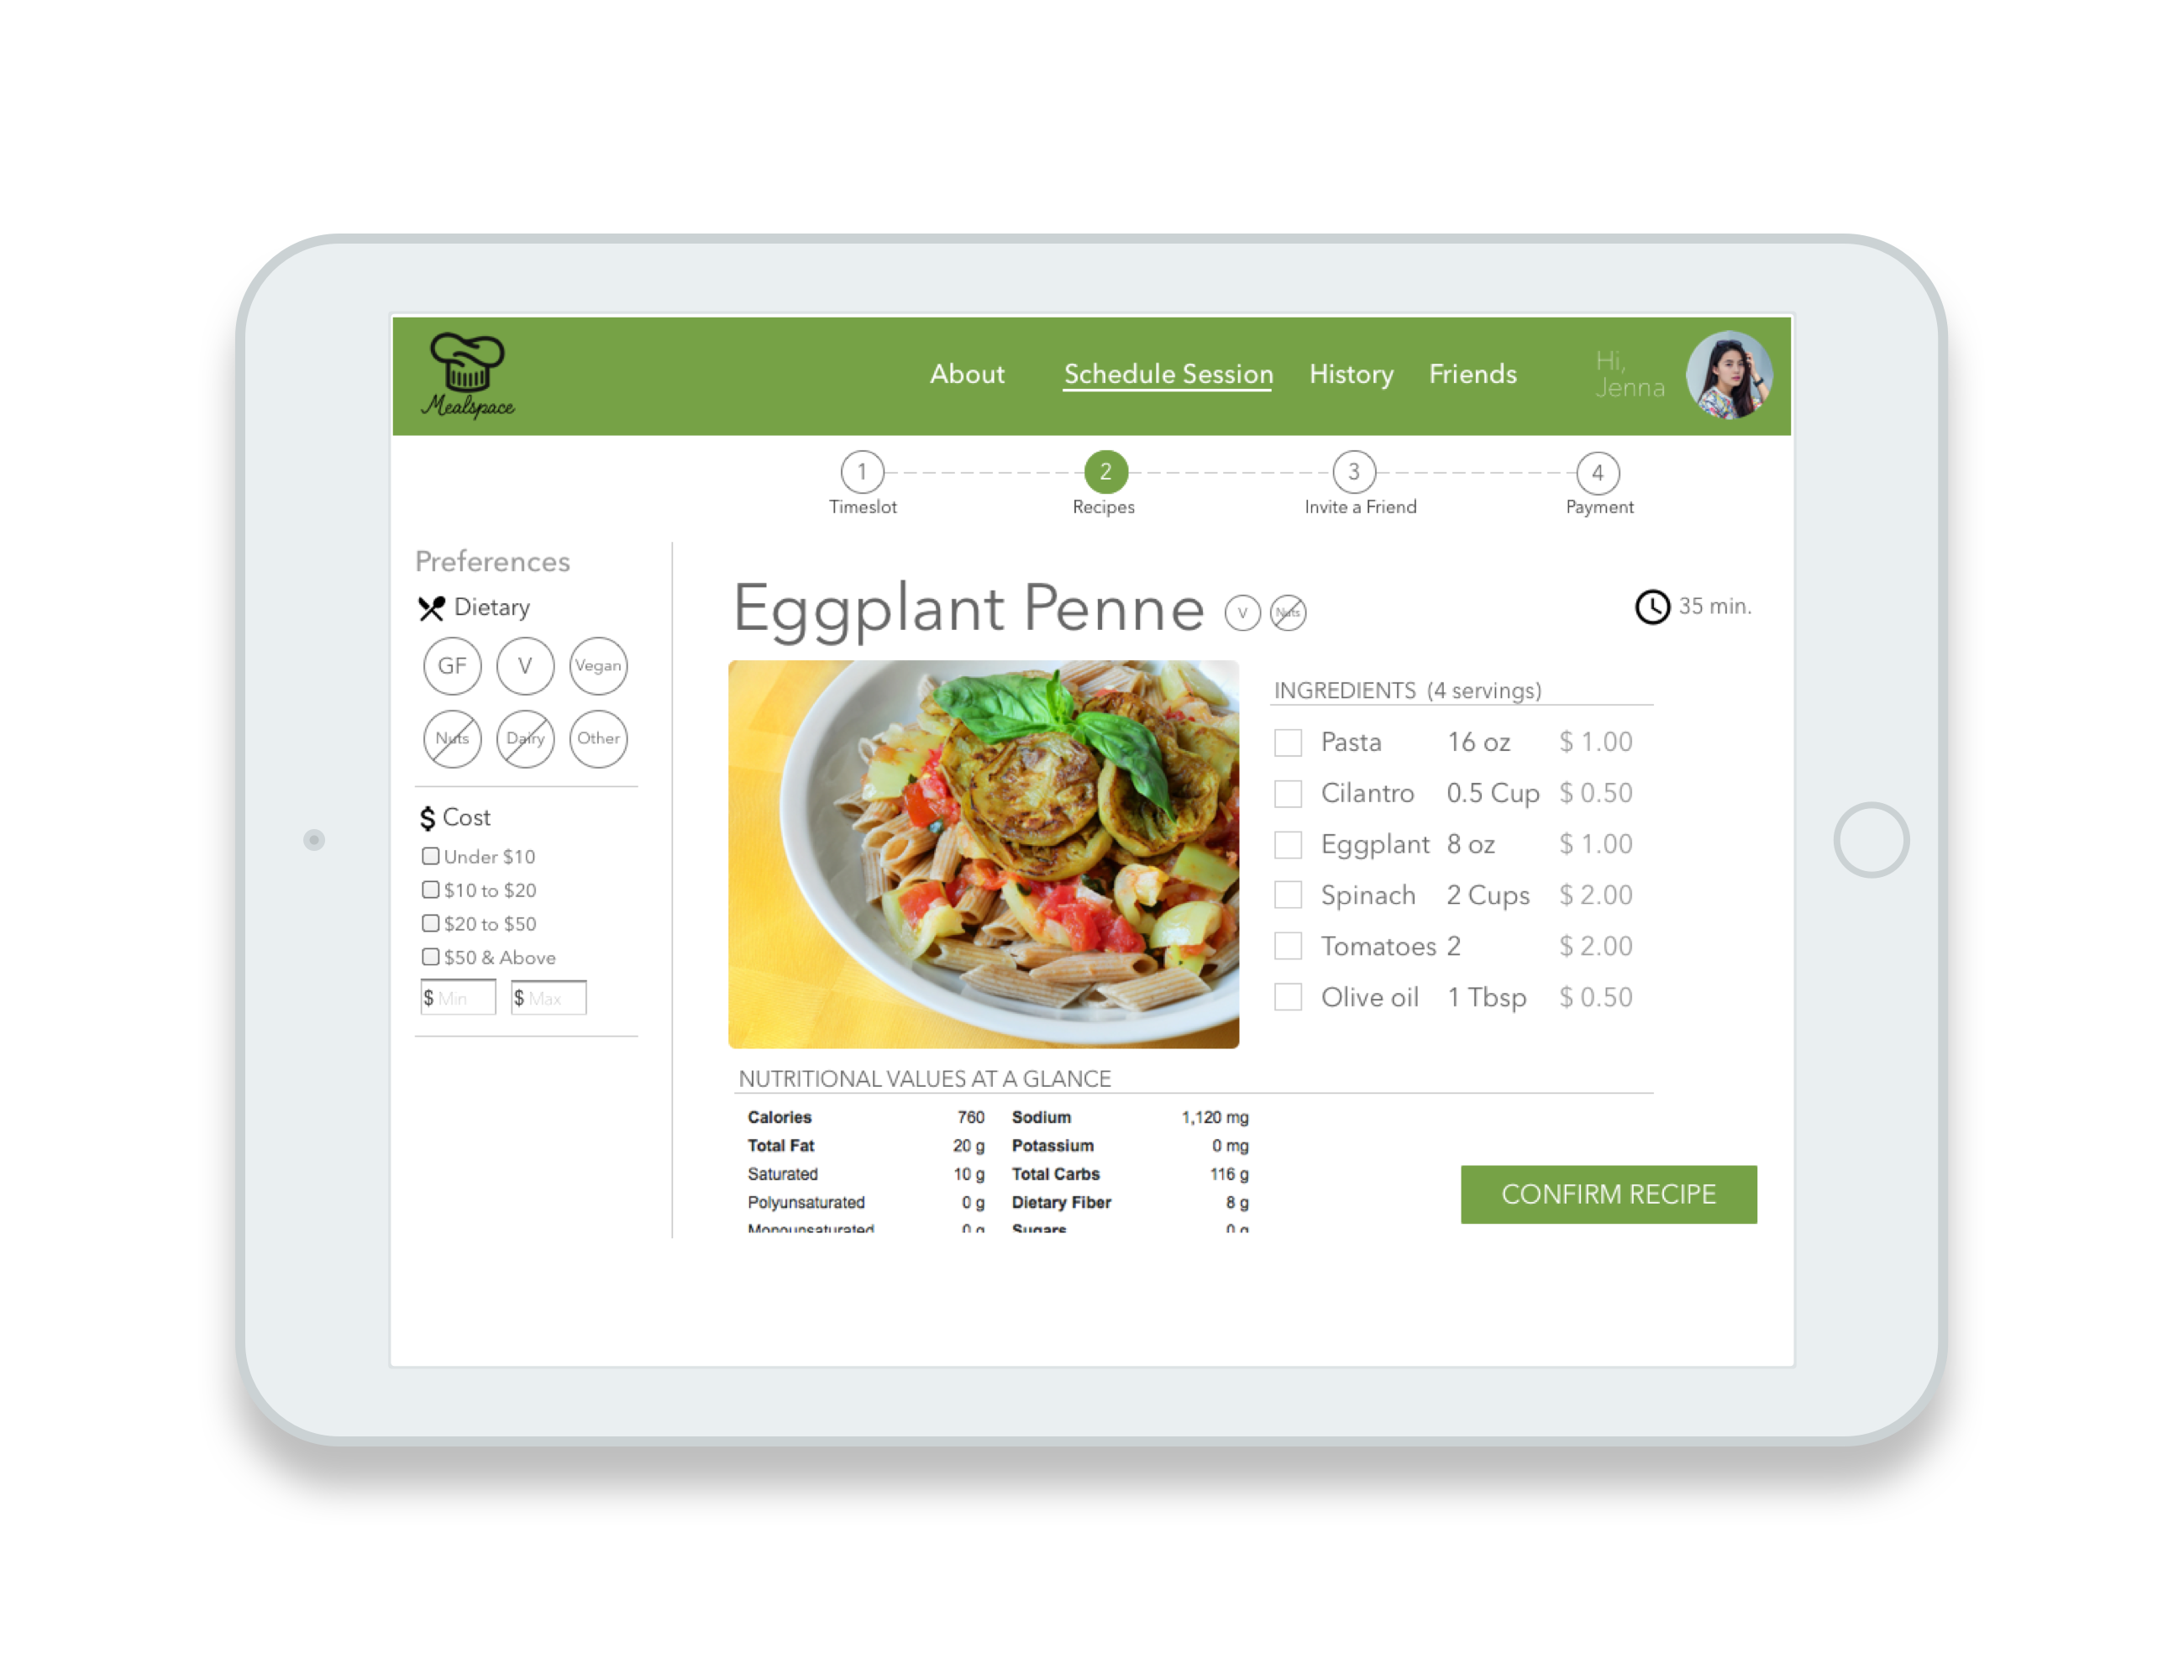 Mealspace
About Schedule Session History Friends
Hi,
Jenna
1 2 3 4
Timeslot Recipes Invite a Friend Payment
Preferences
Dietary
GF V Vegan
Nuts Dairy Other
$ Cost
Under $10
$10 to $20
$20 to $50
$50 & Above
$ Min $ Max
Eggplant Penne V Nuts
35 min.
INGREDIENTS (4 servings)
Pasta 16 oz $ 1.00
Cilantro 0.5 Cup $ 0.50
Eggplant 8 oz $ 1.00
Spinach 2 Cups $ 2.00
Tomatoes 2 $ 2.00
Olive oil 1 Tbsp $ 0.50
NUTRITIONAL VALUES AT A GLANCE
Calories 760 Sodium 1,120 mg
Total Fat 20 g Potassium 0 mg
Saturated 10 g Total Carbs 116 g
Polyunsaturated 0 g Dietary Fiber 8 g
Monounsaturated 0 g Sugars 0 g
CONFIRM RECIPE